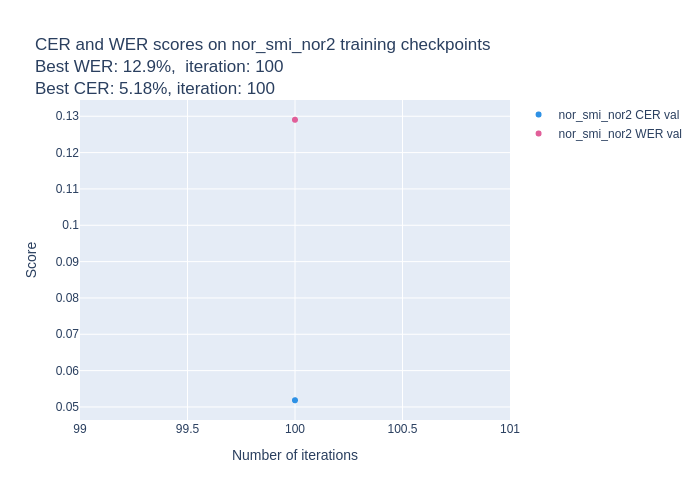 CER and WER scores on nor_smi_nor2 training checkpoints
Best WER: 12.9%,  iteration: 100
Best CER: 5.18%, iteration: 100
nor_smi_nor2 CER val
nor_smi_nor2 WER val
0.13
0.12
0.11
0.1
0.09
0.08
0.07
0.06
0.05
Score
99
99.5
100
100.5
101
Number of iterations